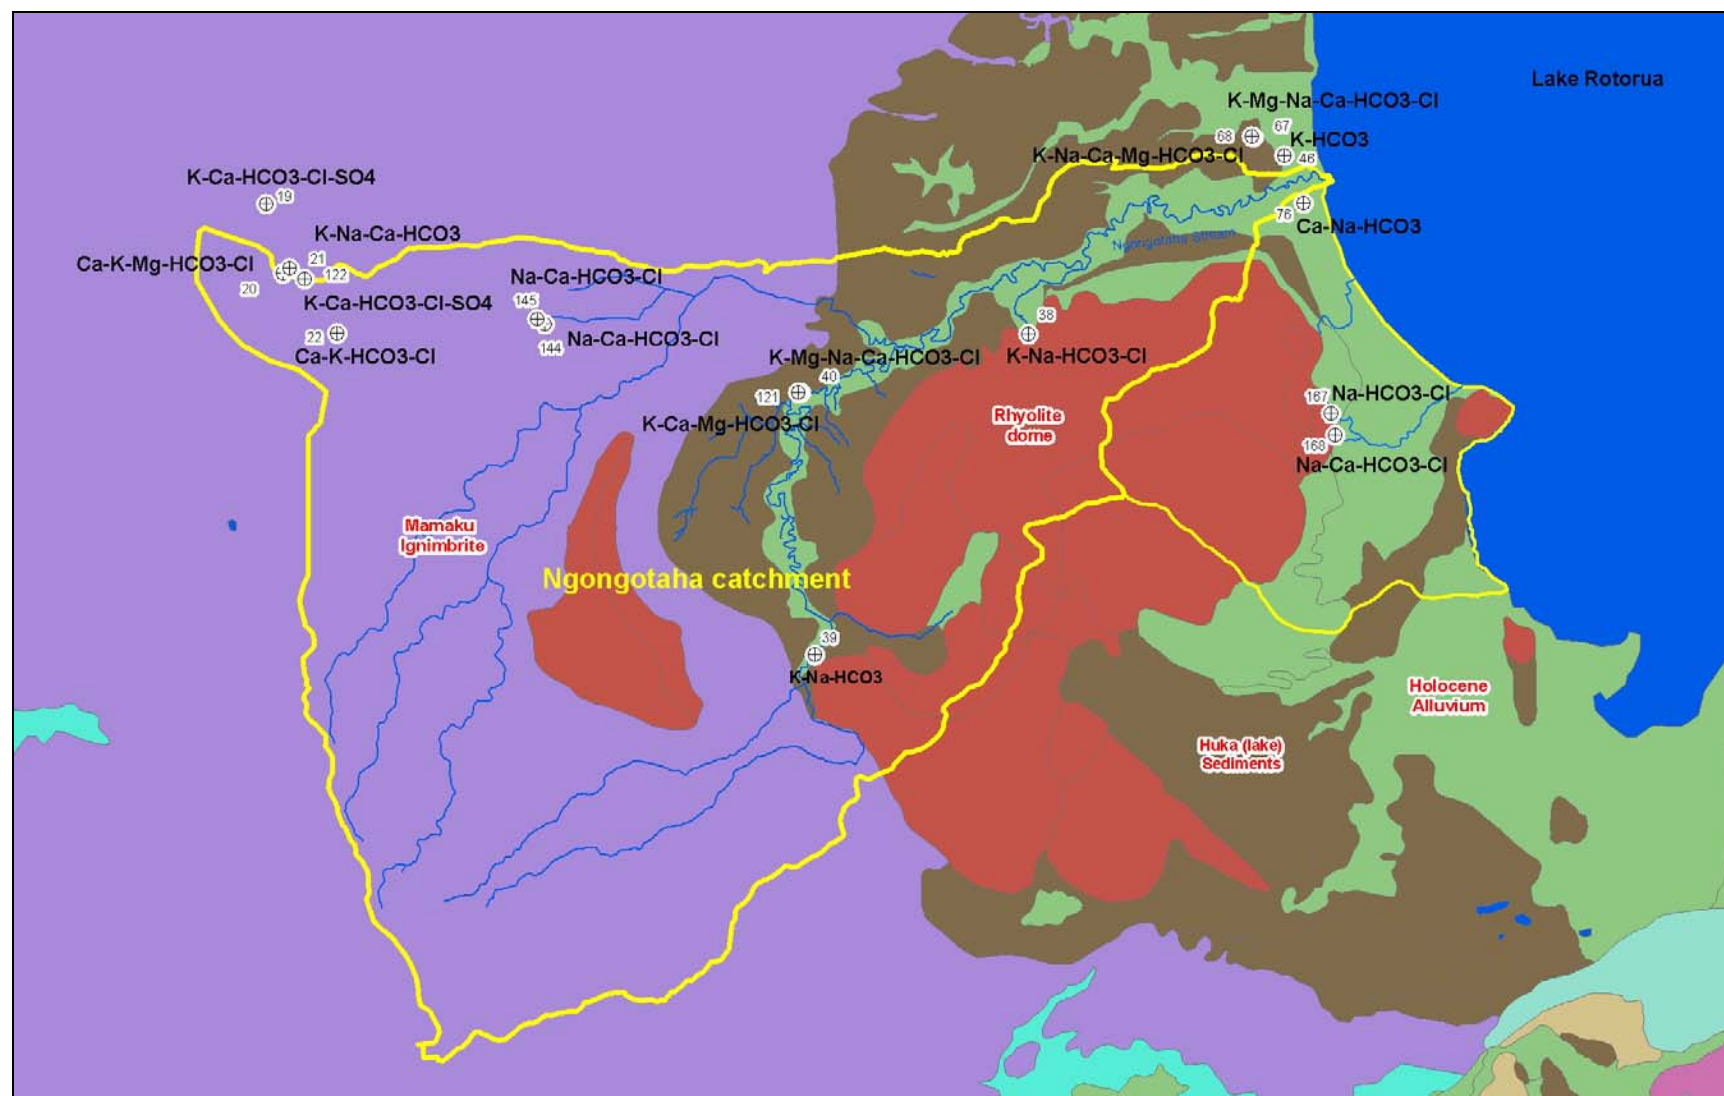 Lake Rotorua
K-Mg-Na-Ca-HCO3-Cl
67
68
K-HCO3
K-Na-Ca-Mg-HCO3-Cl
46
K-Ca-HCO3-Cl-SO4
19
76
Ca-Na-HCO3
K-Na-Ca-HCO3
Ngongotaha Stream
Ca-K-Mg-HCO3-Cl
21
122
20
Na-Ca-HCO3-Cl
K-Ca-HCO3-Cl-SO4
145
38
22
Na-Ca-HCO3-Cl
144
Ca-K-HCO3-Cl
K-Mg-Na-Ca-HCO3-Cl
K-Na-HCO3-Cl
40
121
167
Na-HCO3-Cl
K-Ca-Mg-HCO3-Cl
Rhyolite
dome
168
Na-Ca-HCO3-Cl
Mamaku
Ignimbrite
Ngongotaha catchment
39
K-Na-HCO3
Holocene
Alluvium
Huka (lake)
Sediments